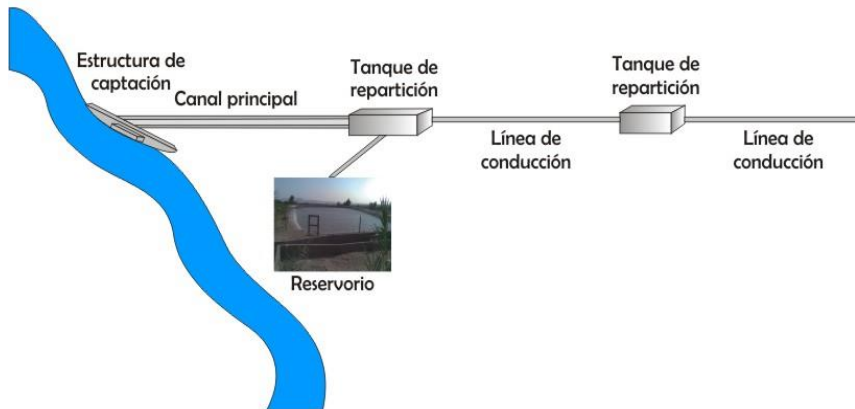 Estructura de
captación
Canal principal
Tanque de
repartición
Línea de
conducción
Tanque de
repartición
Línea de
conducción
Reservorio